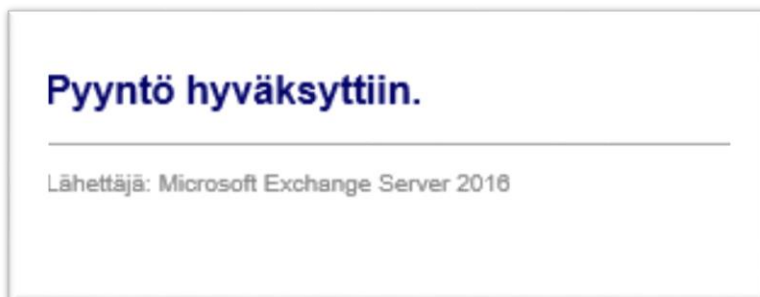 Pyyntö hyväksyttiin.
Lähettäjä: Microsoft Exchange Server 2016